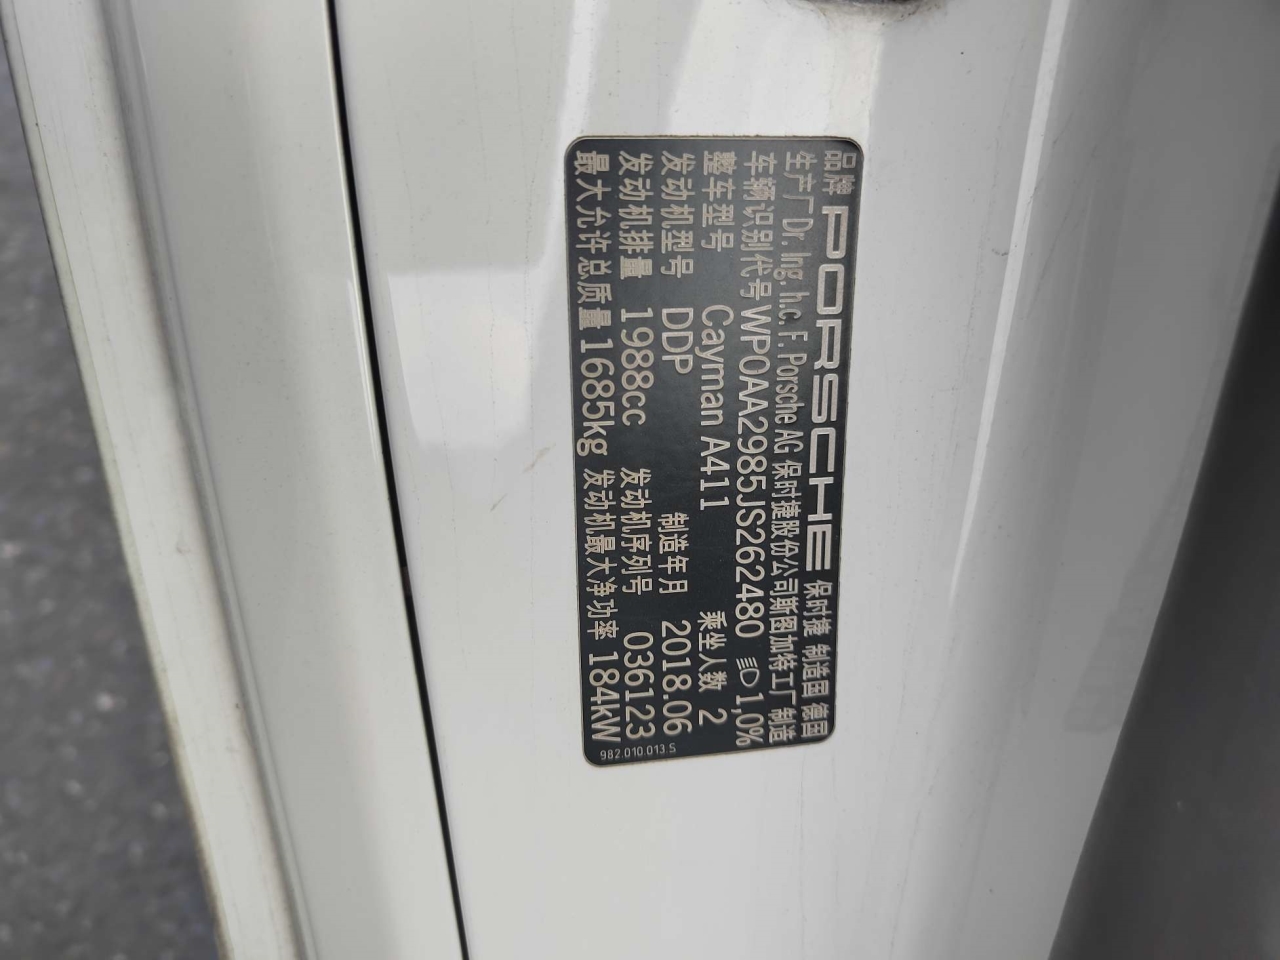 品牌 PORSCHE 保时捷 制造国 德国
生产厂 Dr. Ing. h.c. F. Porsche AG 保时捷股份公司斯图加特工厂 制造
车辆识别代号 WP0AA2985JS262480 1,0%
整车型号 Cayman A411 乘坐人数 2
发动机型号 DDP 制造年月 2018.06
发动机排量 1988cc 发动机序列号 036123
最大允许总质量 1685kg 发动机最大净功率 184kW
982.010.013.S